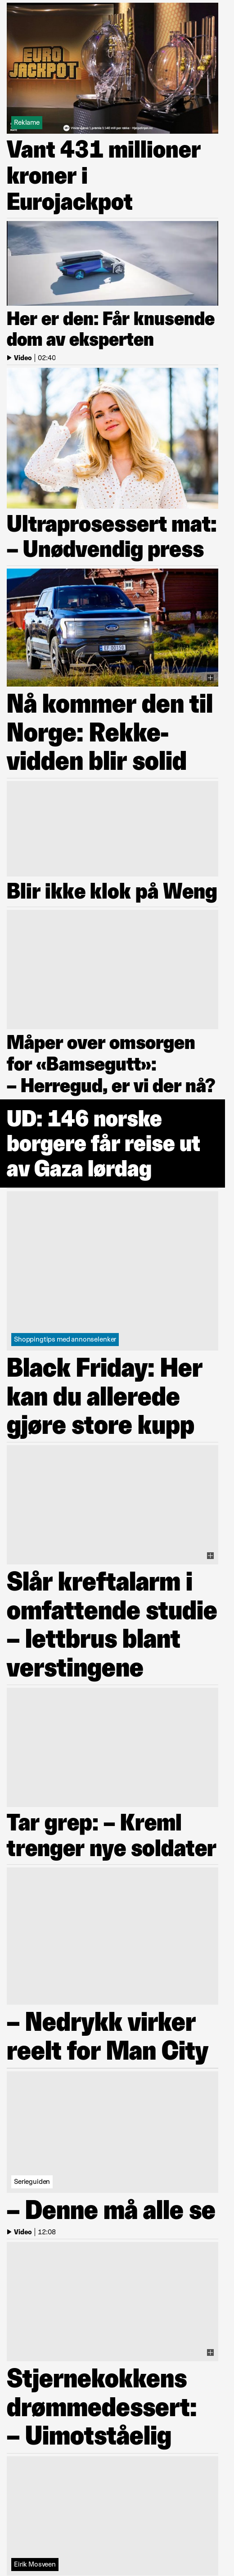 EURO
JACKPOT
Reklame
Vant 431 millioner
kroner i
Eurojackpot
Her er den: Får knusende
dom av eksperten
Video | 02:40
Ultraprosessert mat:
– Unødvendig press
Nå kommer den til
Norge: Rekke-
vidden blir solid
Blir ikke klok på Weng
Måper over omsorgen
for «Bamsegutt»:
– Herregud, er vi der nå?
UD: 146 norske
borgere får reise ut
av Gaza lørdag
Shoppingtips med annonselenker
Black Friday: Her
kan du allerede
gjøre store kupp
Slår kreftalarm i
omfattende studie
– lettbrus blant
verstingene
Tar grep: – Kreml
trenger nye soldater
– Nedrykk virker
reelt for Man City
Serieguiden
– Denne må alle se
Video | 12:08
Stjernekokkens
drømmedessert:
– Uimotståelig
Eirik Mosveen